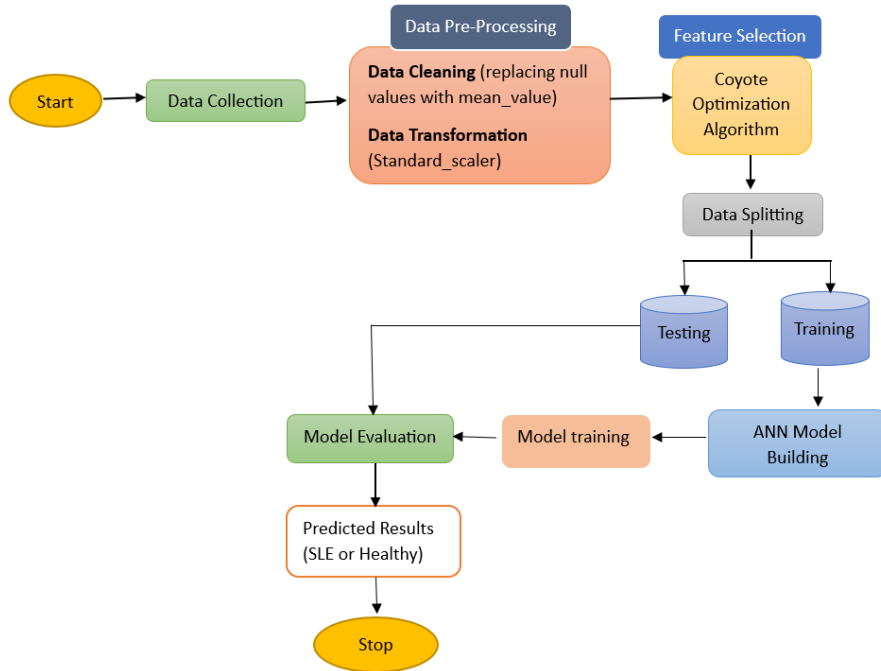 Data Pre-Processing
Feature Selection
Start
Data Collection
Data Cleaning (replacing null
values with mean_value)
Data Transformation
(Standard_scaler)
Coyote
Optimization
Algorithm
Data Splitting
Testing
Training
Model Evaluation
Model training
ANN Model
Building
Predicted Results
(SLE or Healthy)
Stop